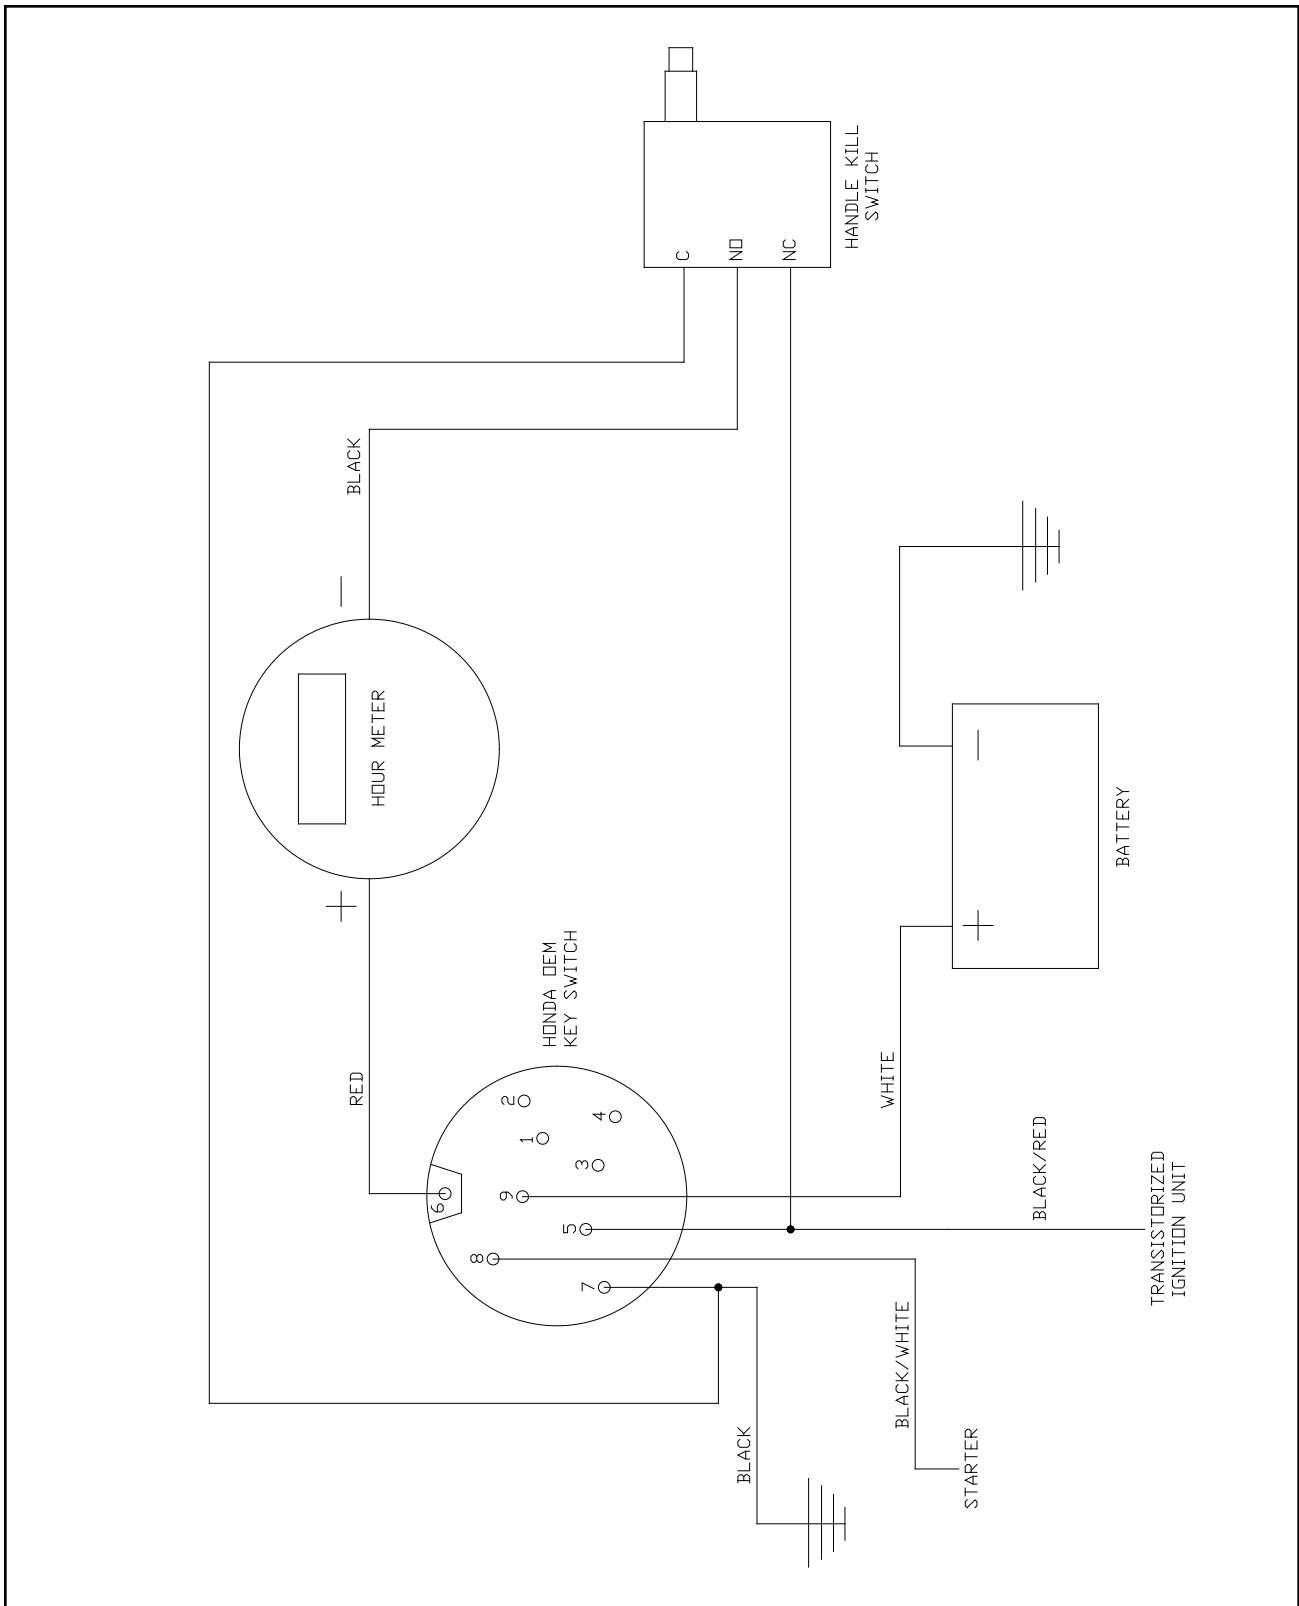 HANDLE KILL
SWITCH
C
NO
NC
BLACK
−
HOUR METER
+
RED
HONDA OEM
KEY SWITCH
1
2
3
4
5
6
7
8
9
−
+
BATTERY
WHITE
BLACK/RED
TRANSISTORIZED
IGNITION UNIT
BLACK/WHITE
STARTER
BLACK